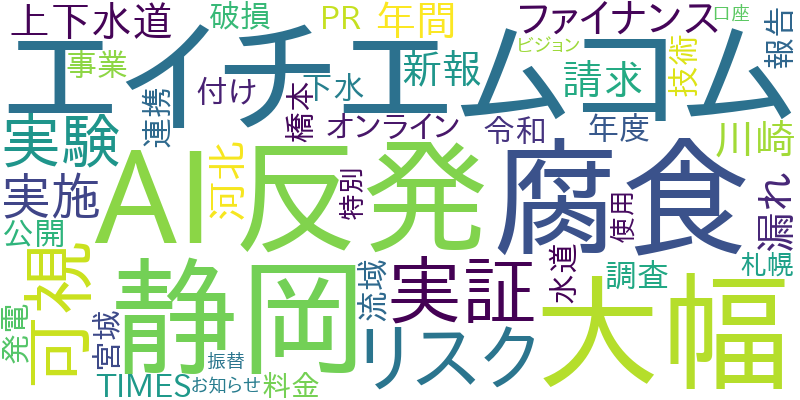 上下水道
破損
PR
年間
ファイナンス
口座
エイチエムコム
ビジョン
事業
新報
請求
技術
報告
付け
下水
連携
橋本
オンライン
令和
年度
川崎
実験
AI
反発
腐食
実施
河北
特別
使用
漏れ
公開
可視
静岡
流域
実証
水道
調査
札幌
大幅
発電
宮城
リスク
振替
TIMES
お知らせ
料金